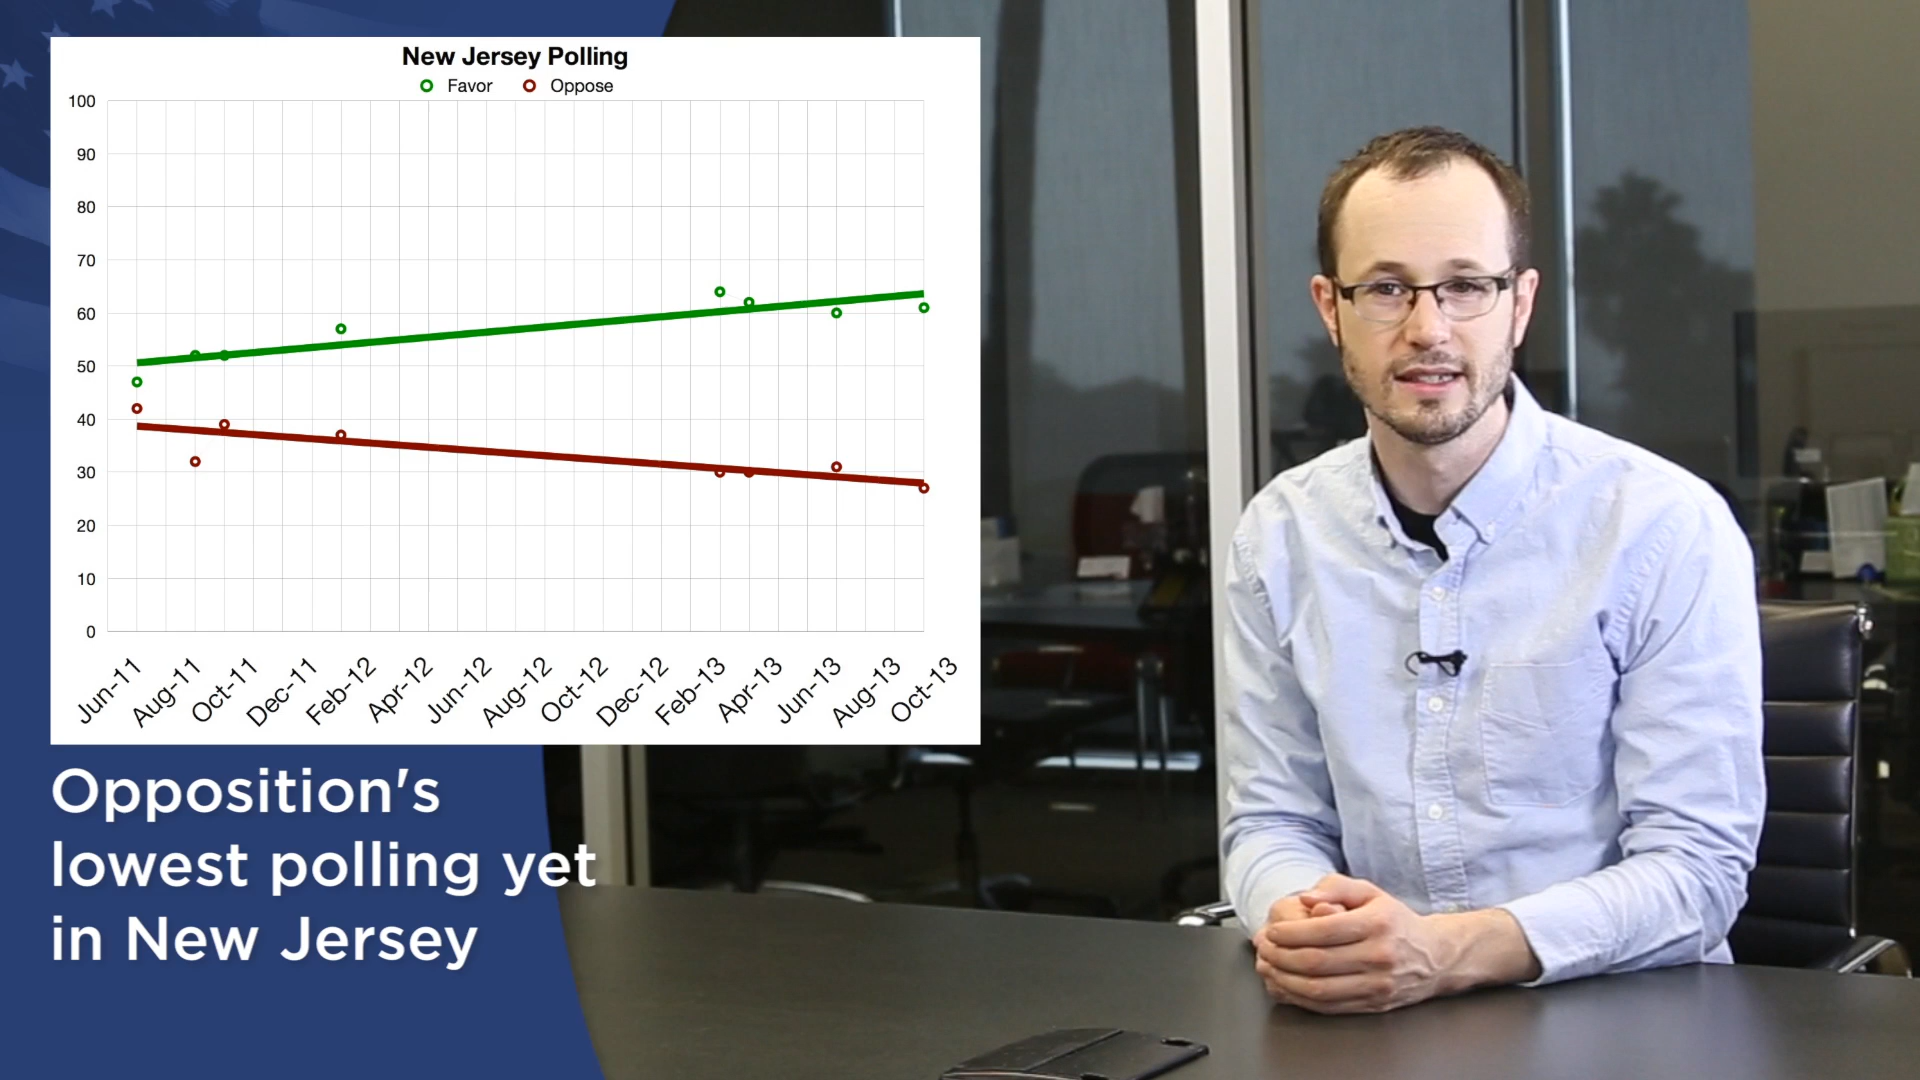 New Jersey Polling
Favor Oppose
100
90
80
70
60
50
40
30
20
10
0
Jun-11 Aug-11 Oct-11 Dec-11 Feb-12 Apr-12 Jun-12 Aug-12 Oct-12 Dec-12 Feb-13 Apr-13 Jun-13 Aug-13 Oct-13
Opposition's
lowest polling yet
in New Jersey